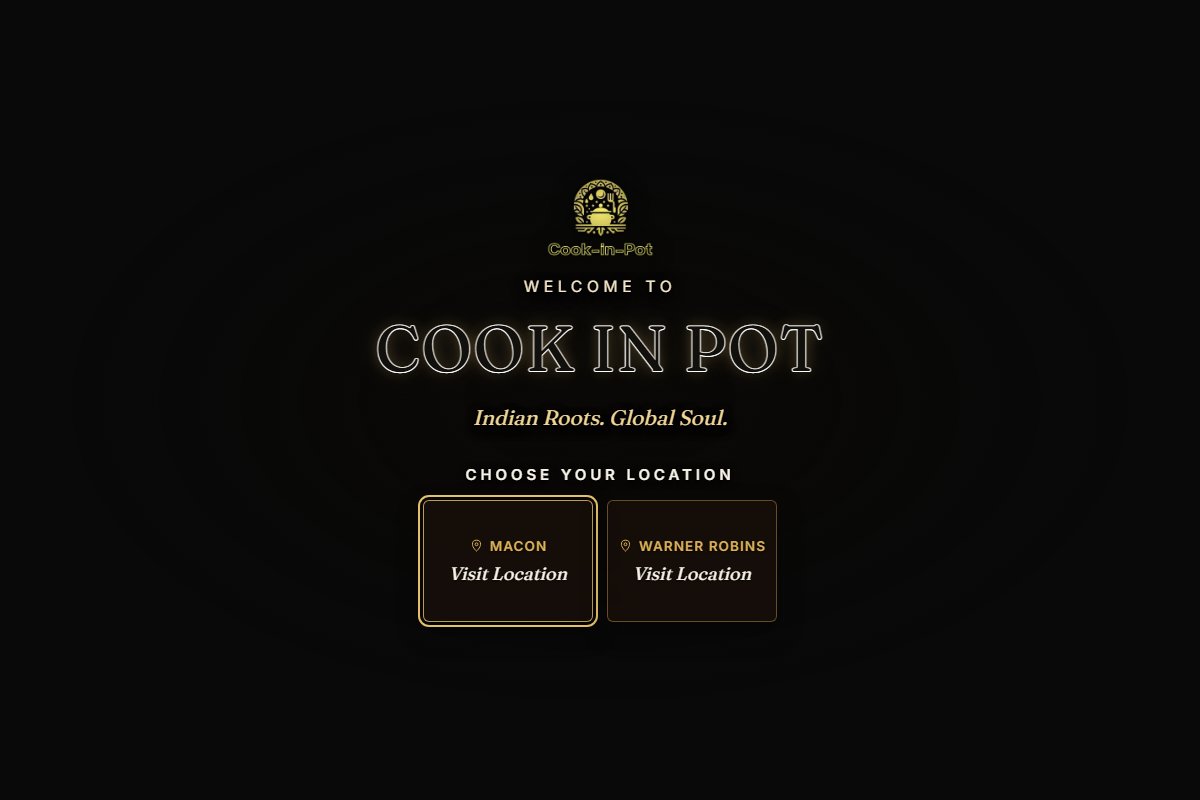 Cook-in-Pot
WELCOME TO
COOK IN POT
Indian Roots. Global Soul.
CHOOSE YOUR LOCATION
MACON
Visit Location
WARNER ROBINS
Visit Location